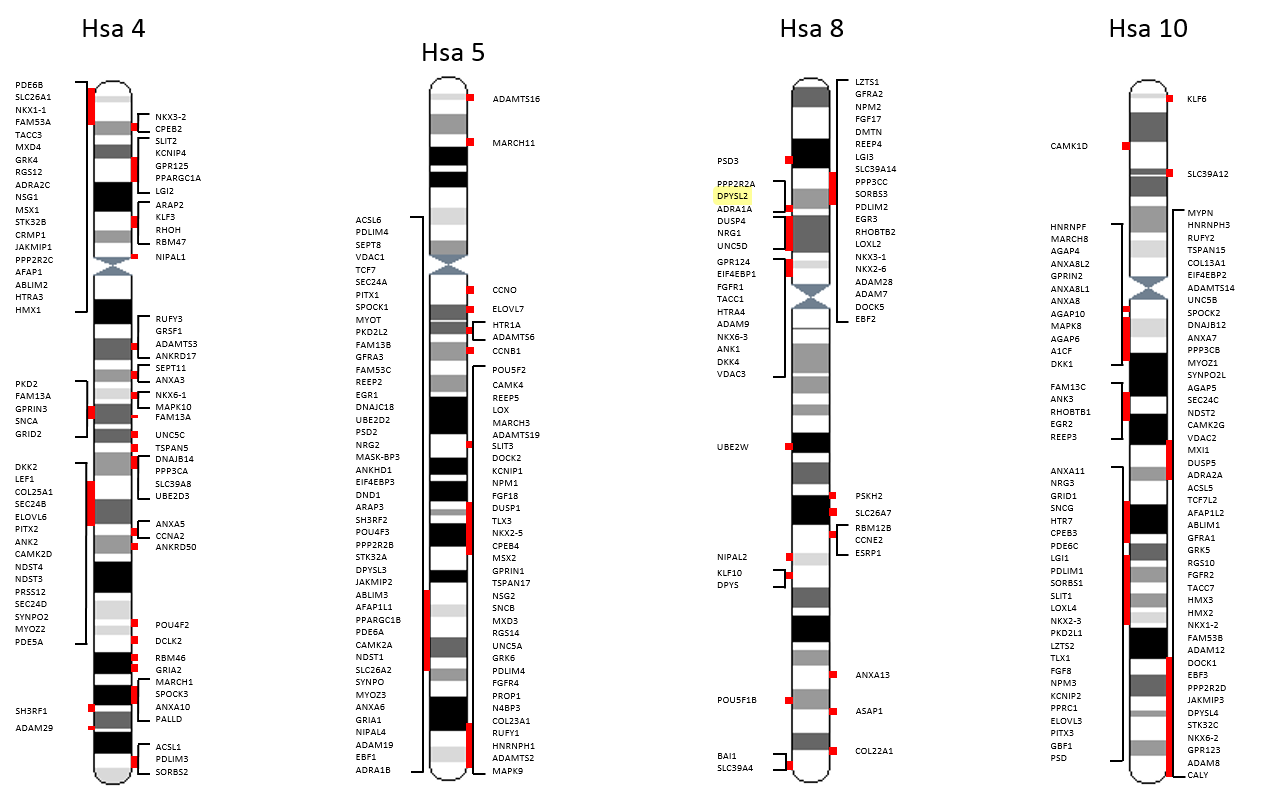 Hsa 4
PDE6B
SLC26A1
NKX1-1
FAM53A
TACC3
MXD4
GRK4
RGS12
ADRA2C
NSG1
MSX1
STK32B
CRMP1
JAKMIP1
PPP2R2C
AFAP1
ABLIM2
HTRA3
HMX1
PKD2
FAM13A
GPRIN3
SNCA
GRID2
DKK2
LEF1
COL25A1
SEC24B
ELOVL6
PITX2
ANK2
CAMK2D
NDST4
NDST3
PRSS12
SEC24D
SYNPO2
MYOZ2
PDE5A
SH3RF1
ADAM29
NKX3-2
CPEB2
SLIT2
KCNIP4
GPR125
PPARGC1A
LGI2
ARAP2
KLF3
RHOH
RBM47
NIPAL1
RUFY3
GRSF1
ADAMTS3
ANKRD17
SEPT11
ANXA3
NKX6-1
MAPK10
FAM13A
UNC5C
TSPAN5
DNAJB14
PPP3CA
SLC39A8
UBE2D3
ANXA5
CCNA2
ANKRD50
POU4F2
DCLK2
RBM46
GRIA2
MARCH1
SPOCK3
ANXA10
PALLD
ACSL1
PDLIM3
SORBS2
Hsa 5
ACSL6
PDLIM4
SEPT8
VDAC1
TCF7
SEC24A
PITX1
SPOCK1
MYOT
PKD2L2
FAM13B
GFRA3
FAM53C
REEP2
EGR1
DNAJC18
UBE2D2
PSD2
NRG2
MASK-BP3
ANKHD1
EIF4EBP3
DND1
ARAP3
SH3RF2
POU4F3
PPP2R2B
STK32A
DPYSL3
JAKMIP2
ABLIM3
AFAP1L1
PPARGC1B
PDE6A
CAMK2A
NDST1
SLC26A2
SYNPO
MYOZ3
ANXA6
GRIA1
NIPAL4
ADAM19
EBF1
ADRA1B
ADAMTS16
MARCH11
CCNO
ELOVL7
HTR1A
ADAMTS6
CCNB1
POU5F2
CAMK4
REEP5
LOX
MARCH3
ADAMTS19
SLIT3
DOCK2
KCNIP1
NPM1
FGF18
DUSP1
TLX3
NKX2-5
CPEB4
MSX2
GPRIN1
TSPAN17
NSG2
SNCB
MXD3
RGS14
UNC5A
GRK6
PDLIM4
FGFR4
PROP1
N4BP3
COL23A1
RUFY1
HNRNPH1
ADAMTS2
MAPK9
Hsa 8
PSD3
PPP2R2A
DPYSL2
ADRA1A
DUSP4
NRG1
UNC5D
GPR124
EIF4EBP1
FGFR1
TACC1
HTRA4
ADAM9
NKX6-3
ANK1
DKK4
VDAC3
UBE2W
NIPAL2
KLF10
DPYS
POU5F1B
BAI1
SLC39A4
LZTS1
GFRA2
NPM2
FGF17
DMTN
REEP4
LGI3
SLC39A14
PPP3CC
SORBS3
PDLIM2
EGR3
RHOBTB2
LOXL2
NKX3-1
NKX2-6
ADAM28
ADAM7
DOCK5
EBF2
PSKH2
SLC26A7
RBM12B
CCNE2
ESRP1
ANXA13
ASAP1
COL22A1
Hsa 10
CAMK1D
HNRNPF
MARCH8
AGAP4
ANXA8L2
GPRIN2
ANXA8L1
ANXA8
AGAP10
MAPK8
AGAP6
A1CF
DKK1
FAM13C
ANK3
RHOBTB1
EGR2
REEP3
ANXA11
NRG3
GRID1
SNCG
HTR7
CPEB3
PDE6C
LGI1
PDLIM1
SORBS1
SLIT1
LOXL4
NKX2-3
PKD2L1
LZTS2
TLX1
FGF8
NPM3
KCNIP2
PPRC1
ELOVL3
PITX3
GBF1
PSD
KLF6
SLC39A12
MYPN
HNRNPH3
RUFY2
TSPAN15
COL13A1
EIF4EBP2
ADAMTS14
UNC5B
SPOCK2
DNAJB12
ANXA7
PPP3CB
MYOZ1
SYNPO2L
AGAP5
SEC24C
NDST2
CAMK2G
VDAC2
MXI1
DUSP5
ADRA2A
ACSL5
TCF7L2
AFAP1L2
ABLIM1
GFRA1
GRK5
RGS10
FGFR2
TACC7
HMX3
HMX2
NKX1-2
FAM53B
ADAM12
DOCK1
EBF3
PPP2R2D
JAKMIP3
DPYSL4
STK32C
NKX6-2
GPR123
ADAM8
CALY